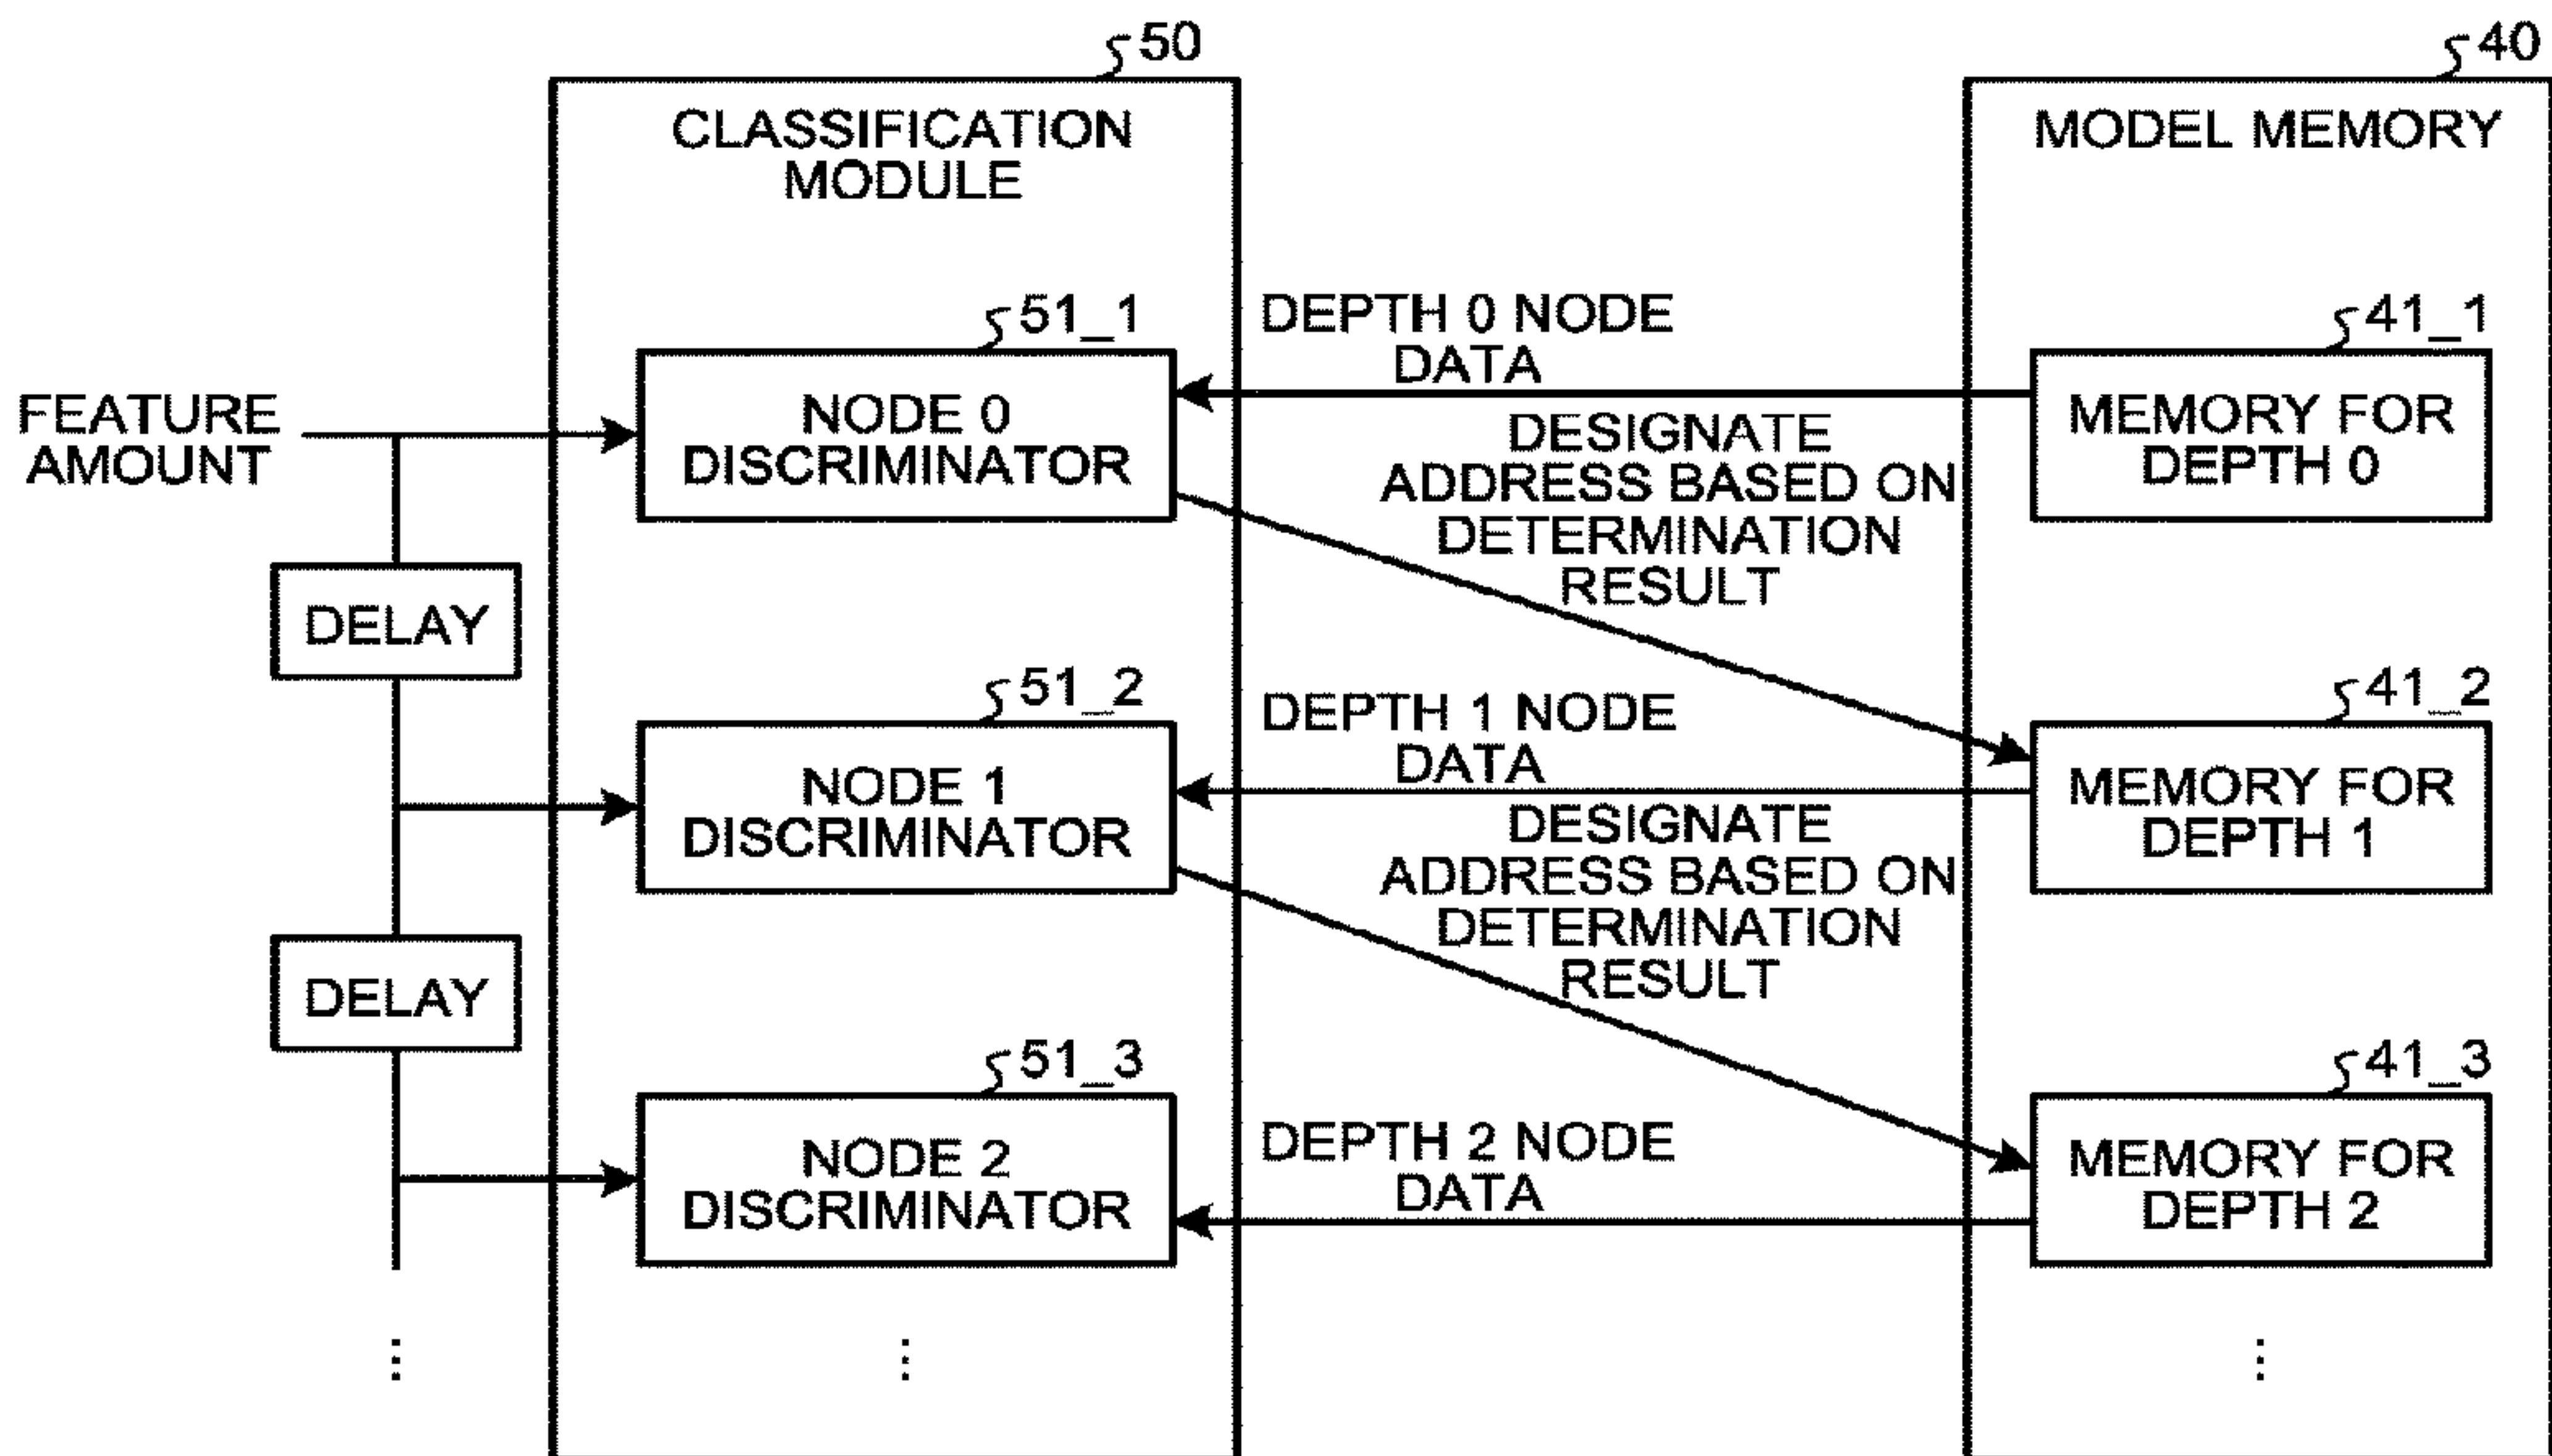 50
40
CLASSIFICATION
MODULE
MODEL MEMORY
51_1
DEPTH 0 NODE
DATA
41_1
FEATURE
AMOUNT
NODE 0
DISCRIMINATOR
DESIGNATE
ADDRESS BASED ON
DETERMINATION
RESULT
MEMORY FOR
DEPTH 0
DELAY
51_2
DEPTH 1 NODE
DATA
41_2
NODE 1
DISCRIMINATOR
DESIGNATE
ADDRESS BASED ON
DETERMINATION
RESULT
MEMORY FOR
DEPTH 1
DELAY
51_3
DEPTH 2 NODE
DATA
41_3
NODE 2
DISCRIMINATOR
MEMORY FOR
DEPTH 2